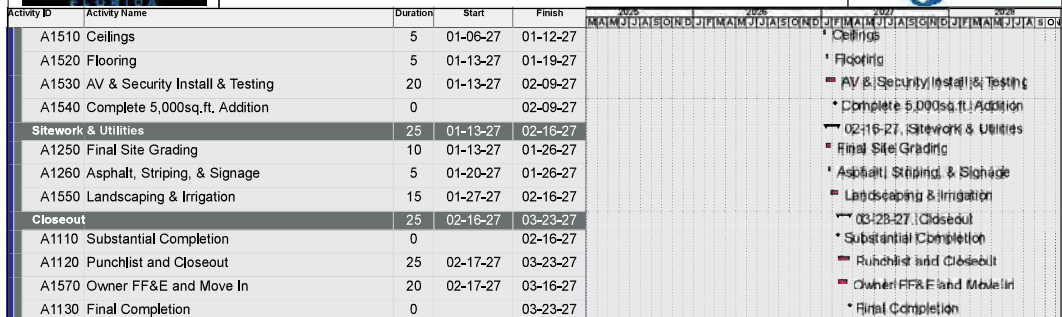 FLORIDA
Activity ID Activity Name Duration Start Finish 2025 2026 2027 2028
M A M J J A S O N D J F M A M J J A S O N D J F M A M J J A S O N D J F M A M J J A S O
A1510 Ceilings 5 01-06-27 01-12-27 Ceilings
A1520 Flooring 5 01-13-27 01-19-27 Flooring
A1530 AV & Security Install & Testing 20 01-13-27 02-09-27 AV & Security Install & Testing
A1540 Complete 5,000sq.ft. Addition 0 02-09-27 Complete 5,000sq.ft. Addition
Sitework & Utilities 25 01-13-27 02-16-27 02-16-27, Sitework & Utilities
A1250 Final Site Grading 10 01-13-27 01-26-27 Final Site Grading
A1260 Asphalt, Striping, & Signage 5 01-20-27 01-26-27 Asphalt, Striping, & Signage
A1550 Landscaping & Irrigation 15 01-27-27 02-16-27 Landscaping & Irrigation
Closeout 25 02-16-27 03-23-27 03-23-27, Closeout
A1110 Substantial Completion 0 02-16-27 Substantial Completion
A1120 Punchlist and Closeout 25 02-17-27 03-23-27 Punchlist and Closeout
A1570 Owner FF&E and Move In 20 02-17-27 03-16-27 Owner FF&E and Move In
A1130 Final Completion 0 03-23-27 Final Completion